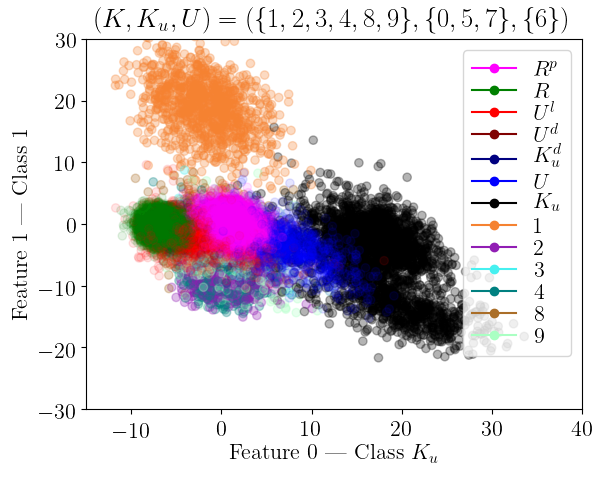 (K, K_u, U) = ({1, 2, 3, 4, 8, 9}, {0, 5, 7}, {6})
30
20
10
0
−10
−20
−30
Feature 1 — Class 1
R^p
R
U^l
U^d
K_u^d
U
K_u
1
2
3
4
8
9
−10 0 10 20 30 40
Feature 0 — Class K_u